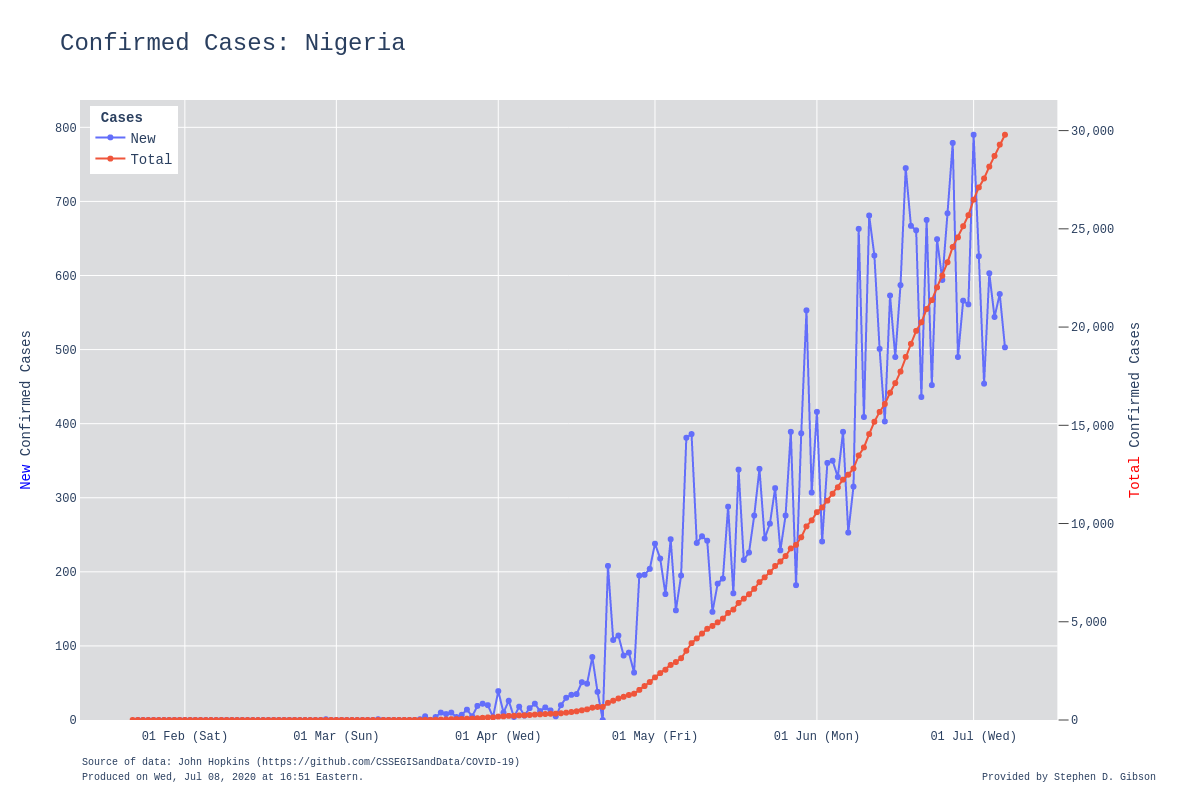 Confirmed Cases: Nigeria
Cases
New
Total
800
700
600
500
400
300
200
100
0
30,000
25,000
20,000
15,000
10,000
5,000
0
New Confirmed Cases
Total Confirmed Cases
01 Feb (Sat)
01 Mar (Sun)
01 Apr (Wed)
01 May (Fri)
01 Jun (Mon)
01 Jul (Wed)
Source of data: John Hopkins (https://github.com/CSSEGISandData/COVID-19)
Produced on Wed, Jul 08, 2020 at 16:51 Eastern.
Provided by Stephen D. Gibson